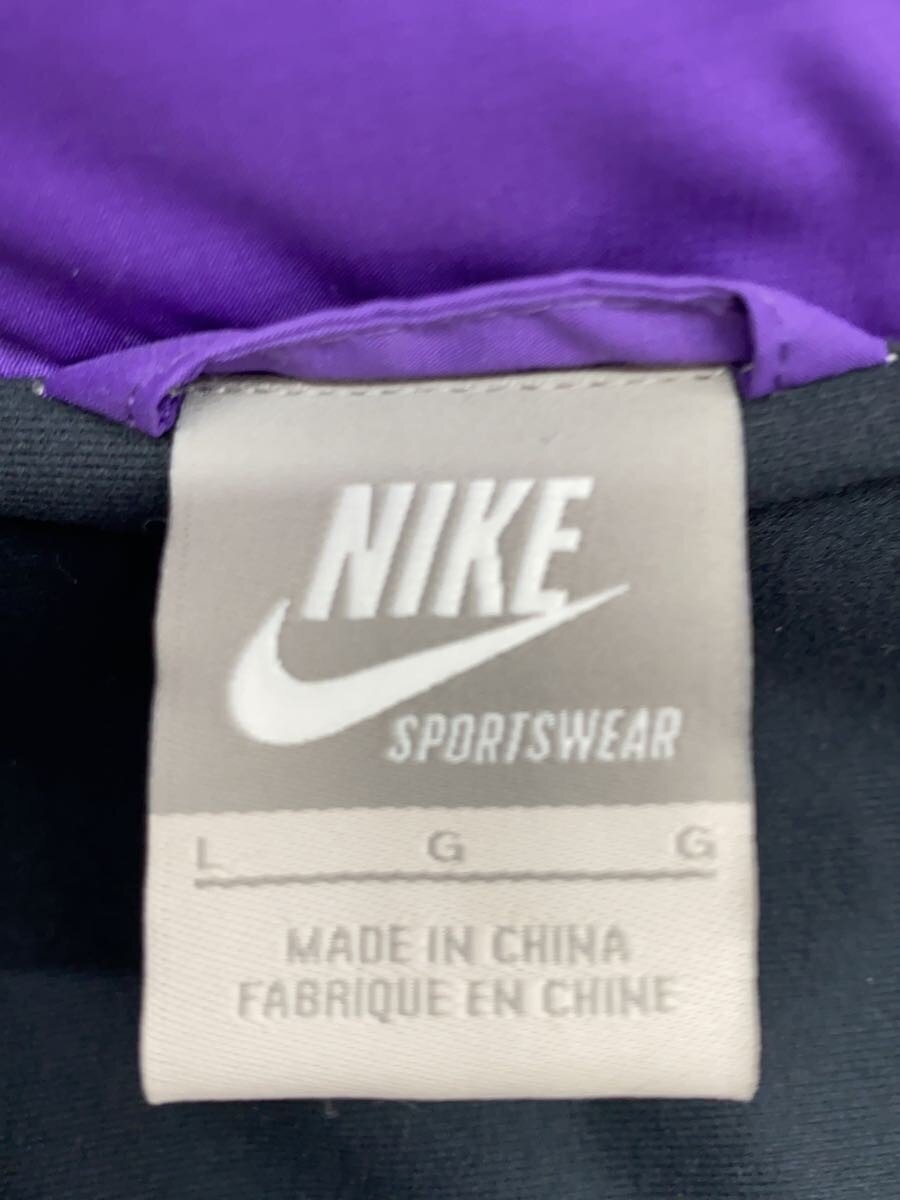 NIKE
SPORTSWEAR
L G G
MADE IN CHINA
FABRIQUE EN CHINE